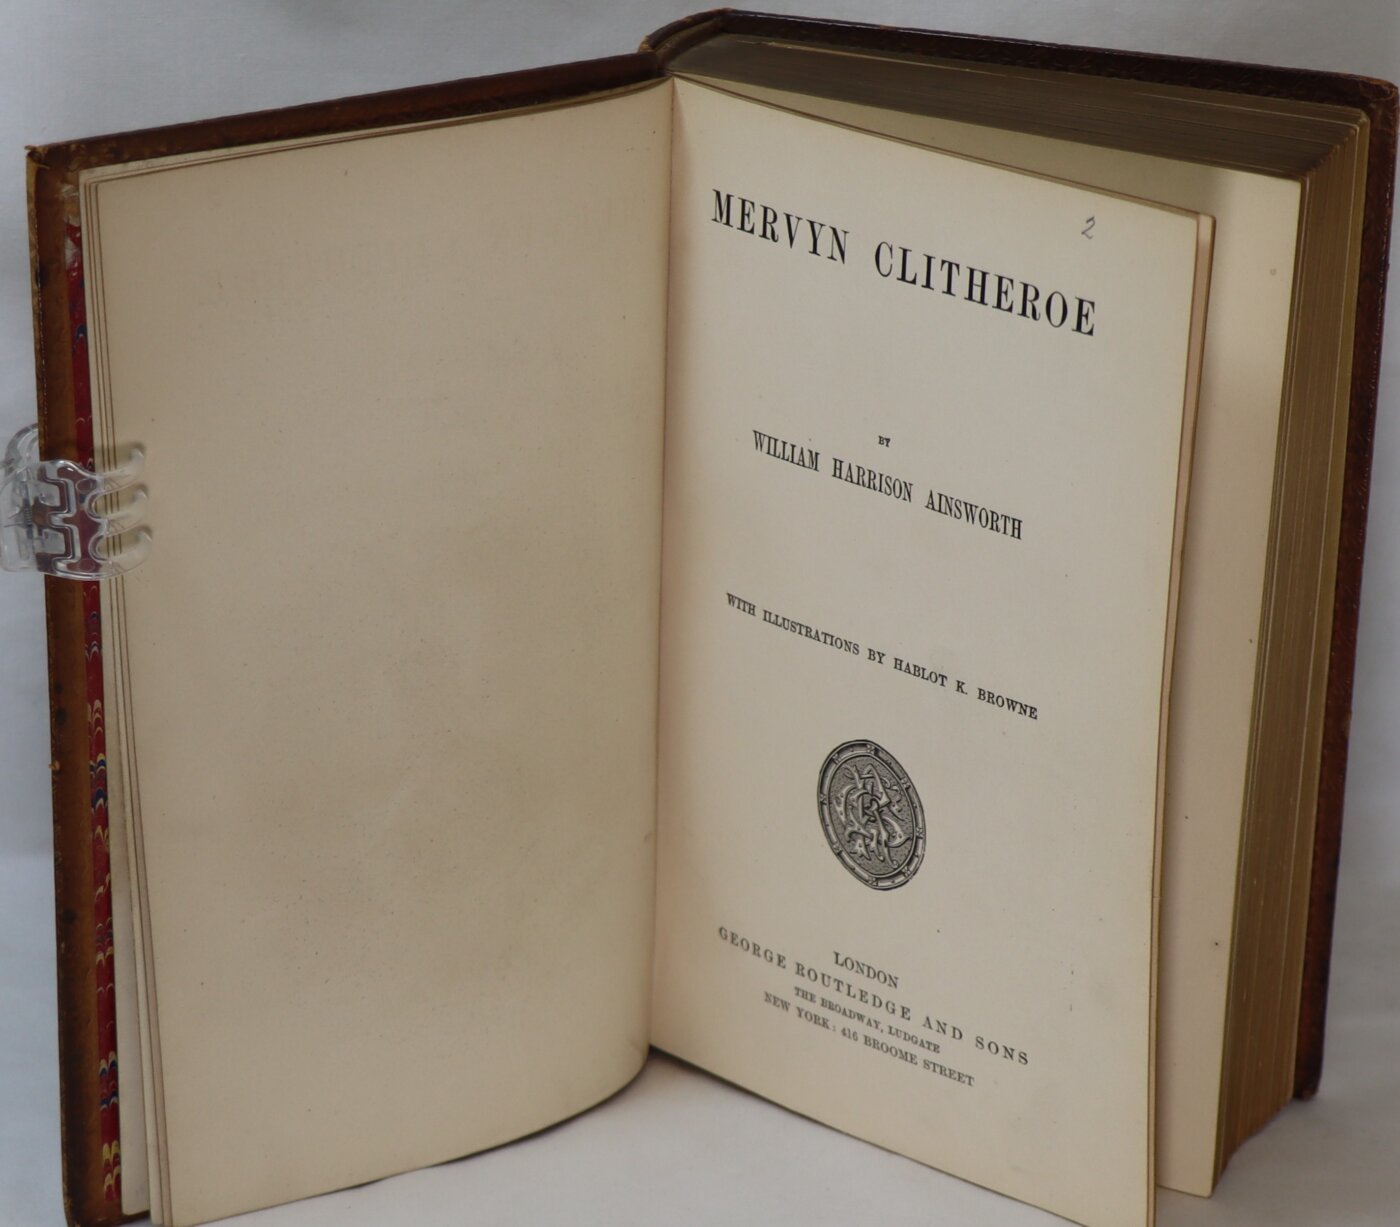 2
MERVYN CLITHEROE
BY
WILLIAM HARRISON AINSWORTH
WITH ILLUSTRATIONS BY HABLOT K. BROWNE
LONDON
GEORGE ROUTLEDGE AND SONS
THE BROADWAY, LUDGATE
NEW YORK: 416 BROOME STREET